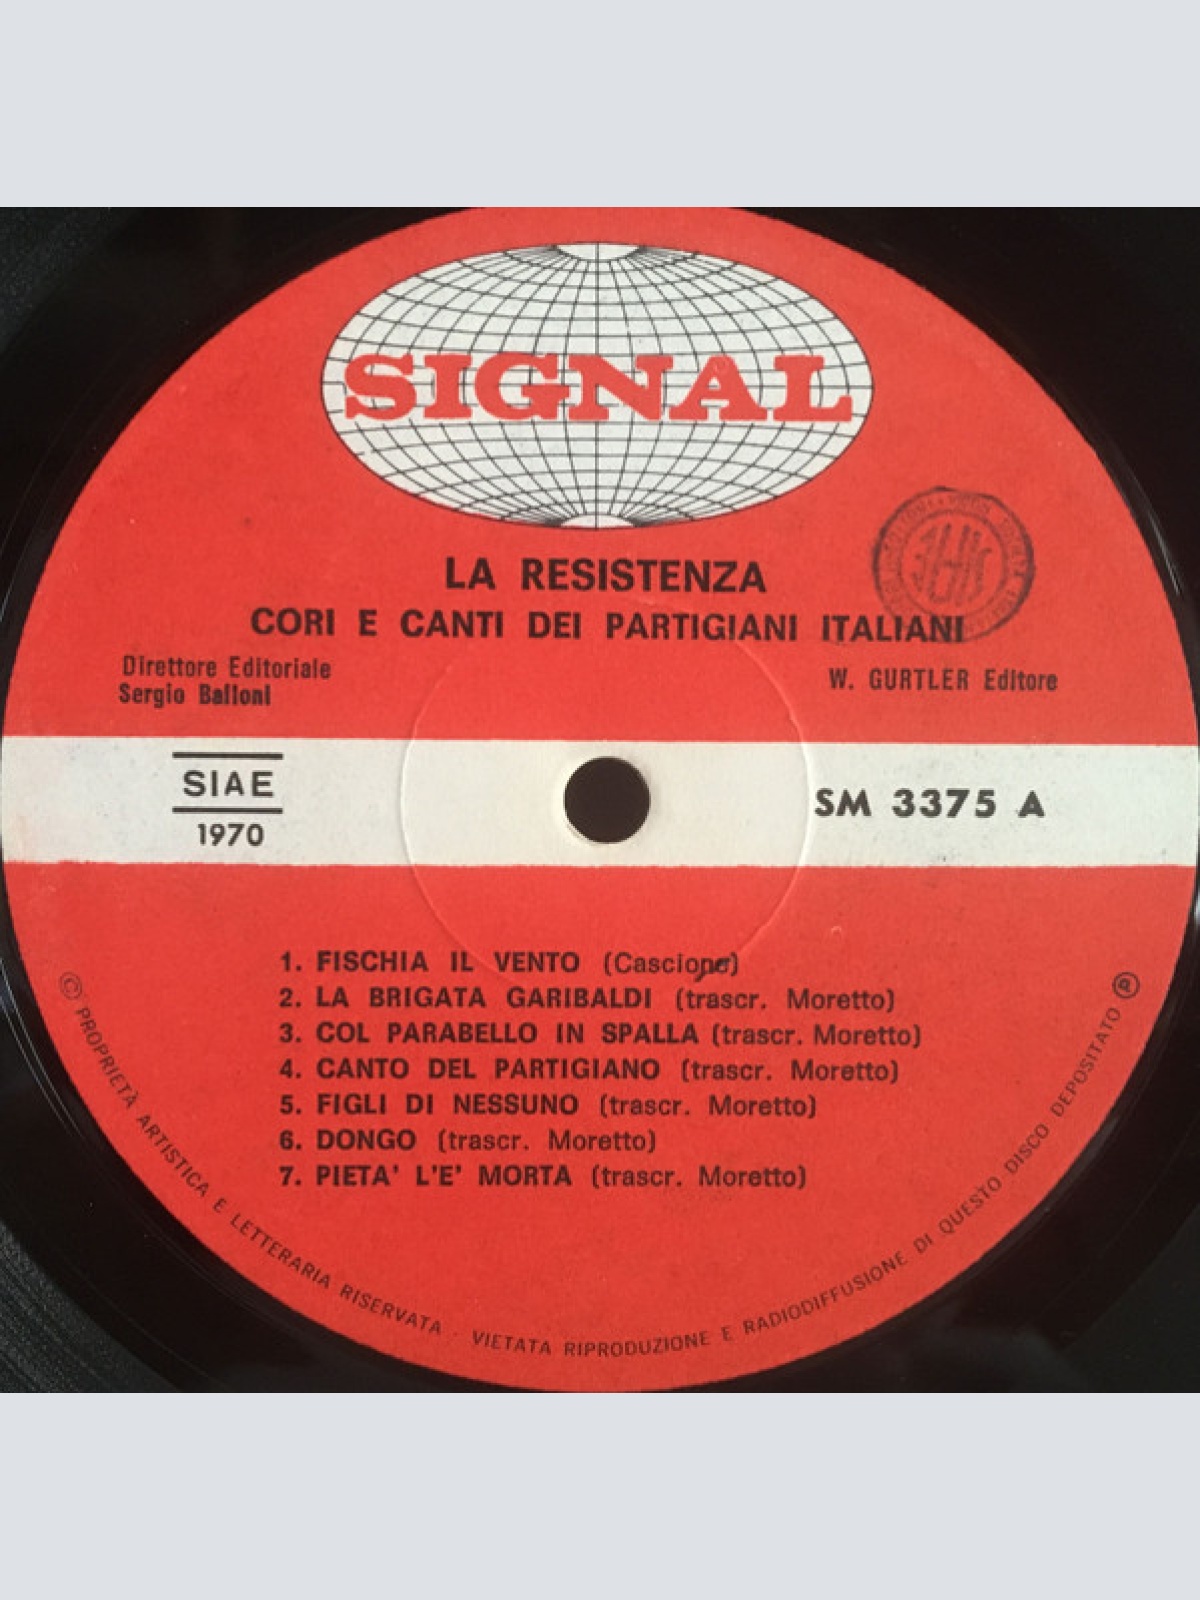 SIGNAL
LA RESISTENZA
CORI E CANTI DEI PARTIGIANI ITALIANI
Direttore Editoriale
Sergio Balloni
W. GURTLER Editore
SIAE
1970
SM 3375 A
1. FISCHIA IL VENTO (Cascione)
2. LA BRIGATA GARIBALDI (trascr. Moretto)
3. COL PARABELLO IN SPALLA (trascr. Moretto)
4. CANTO DEL PARTIGIANO (trascr. Moretto)
5. FIGLI DI NESSUNO (trascr. Moretto)
6. DONGO (trascr. Moretto)
7. PIETA' L'E' MORTA (trascr. Moretto)
© PROPRIETÀ ARTISTICA E LETTERARIA RISERVATA · VIETATA RIPRODUZIONE E RADIODIFFUSIONE DI QUESTO DISCO DEPOSITATO ℗